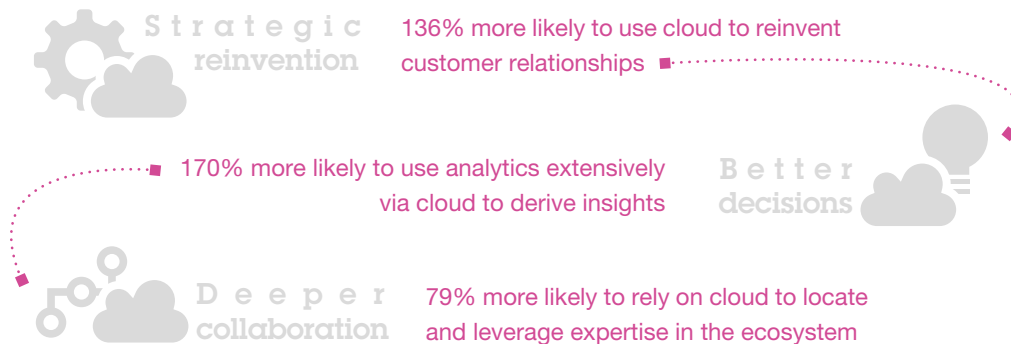 Strategic
reinvention
136% more likely to use cloud to reinvent
customer relationships
170% more likely to use analytics extensively
via cloud to derive insights
Better
decisions
Deeper
collaboration
79% more likely to rely on cloud to locate
and leverage expertise in the ecosystem